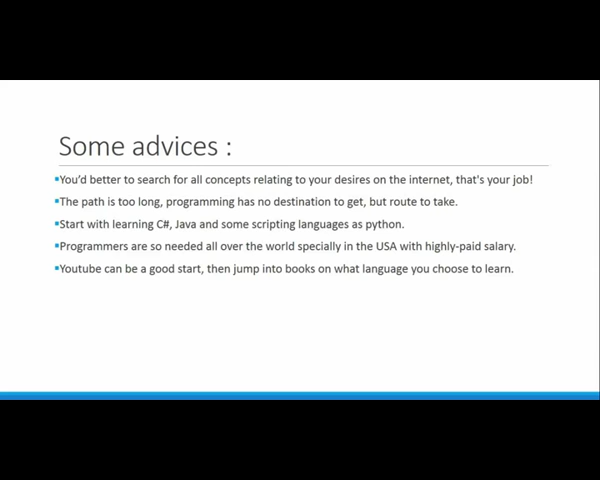 Some advices :
▪You'd better to search for all concepts relating to your desires on the internet, that's your job!
▪The path is too long, programming has no destination to get, but route to take.
▪Start with learning C#, Java and some scripting languages as python.
▪Programmers are so needed all over the world specially in the USA with highly-paid salary.
▪Youtube can be a good start, then jump into books on what language you choose to learn.